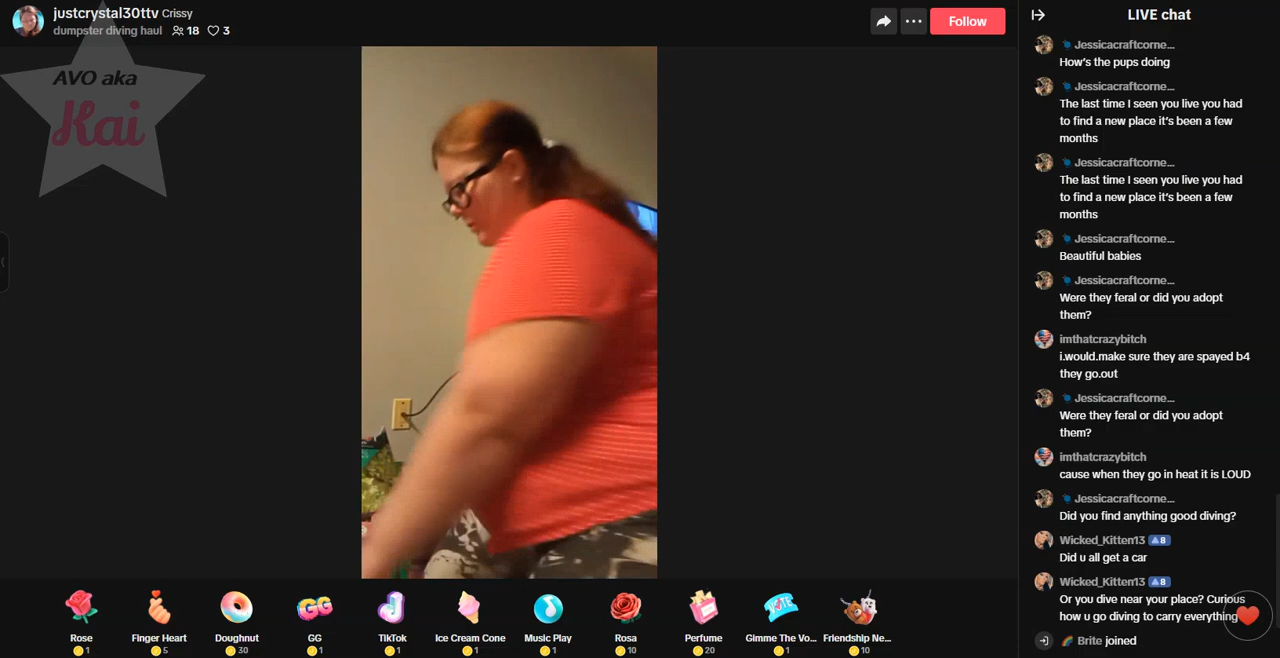 justcrystal30ttv Crissy
dumpster diving haul 18 3
Follow
AVO aka
Kai
LIVE chat
Jessicacraftcorne...
How's the pups doing
Jessicacraftcorne...
The last time I seen you live you had
to find a new place it's been a few
months
Jessicacraftcorne...
The last time I seen you live you had
to find a new place it's been a few
months
Jessicacraftcorne...
Beautiful babies
Jessicacraftcorne...
Were they feral or did you adopt
them?
imthatcrazybitch
i.would.make sure they are spayed b4
they go.out
Jessicacraftcorne...
Were they feral or did you adopt
them?
imthatcrazybitch
cause when they go in heat it is LOUD
Jessicacraftcorne...
Did you find anything good diving?
Wicked_Kitten13 8
Did u all get a car
Wicked_Kitten13 8
Or you dive near your place? Curious
how u go diving to carry everything
Brite joined
GG
VOTE
Rose Finger Heart Doughnut GG TikTok Ice Cream Cone Music Play Rosa Perfume Gimme The Vo... Friendship Ne...
1 5 30 1 1 1 1 10 20 1 10